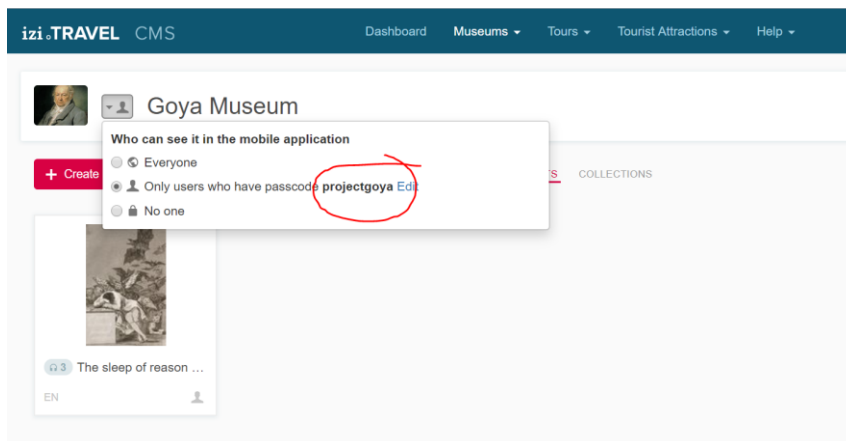 izi.TRAVEL CMS
Dashboard Museums Tours Tourist Attractions Help
Goya Museum
Who can see it in the mobile application
Everyone
Only users who have passcode projectgoya Edit
No one
+ Create
TS COLLECTIONS
3 The sleep of reason ...
EN